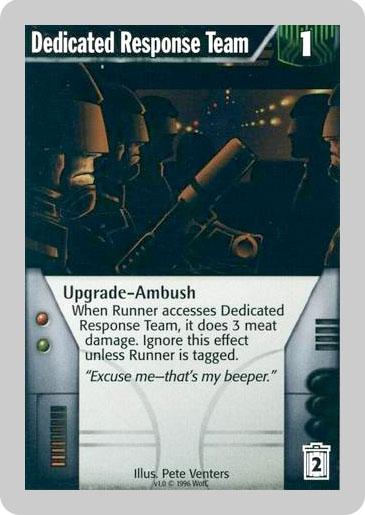 Dedicated Response Team 1
Upgrade-Ambush
When Runner accesses Dedicated
Response Team, it does 3 meat
damage. Ignore this effect
unless Runner is tagged.
“Excuse me—that's my beeper.”
2
Illus. Pete Venters
v1.0 © 1996 WotC